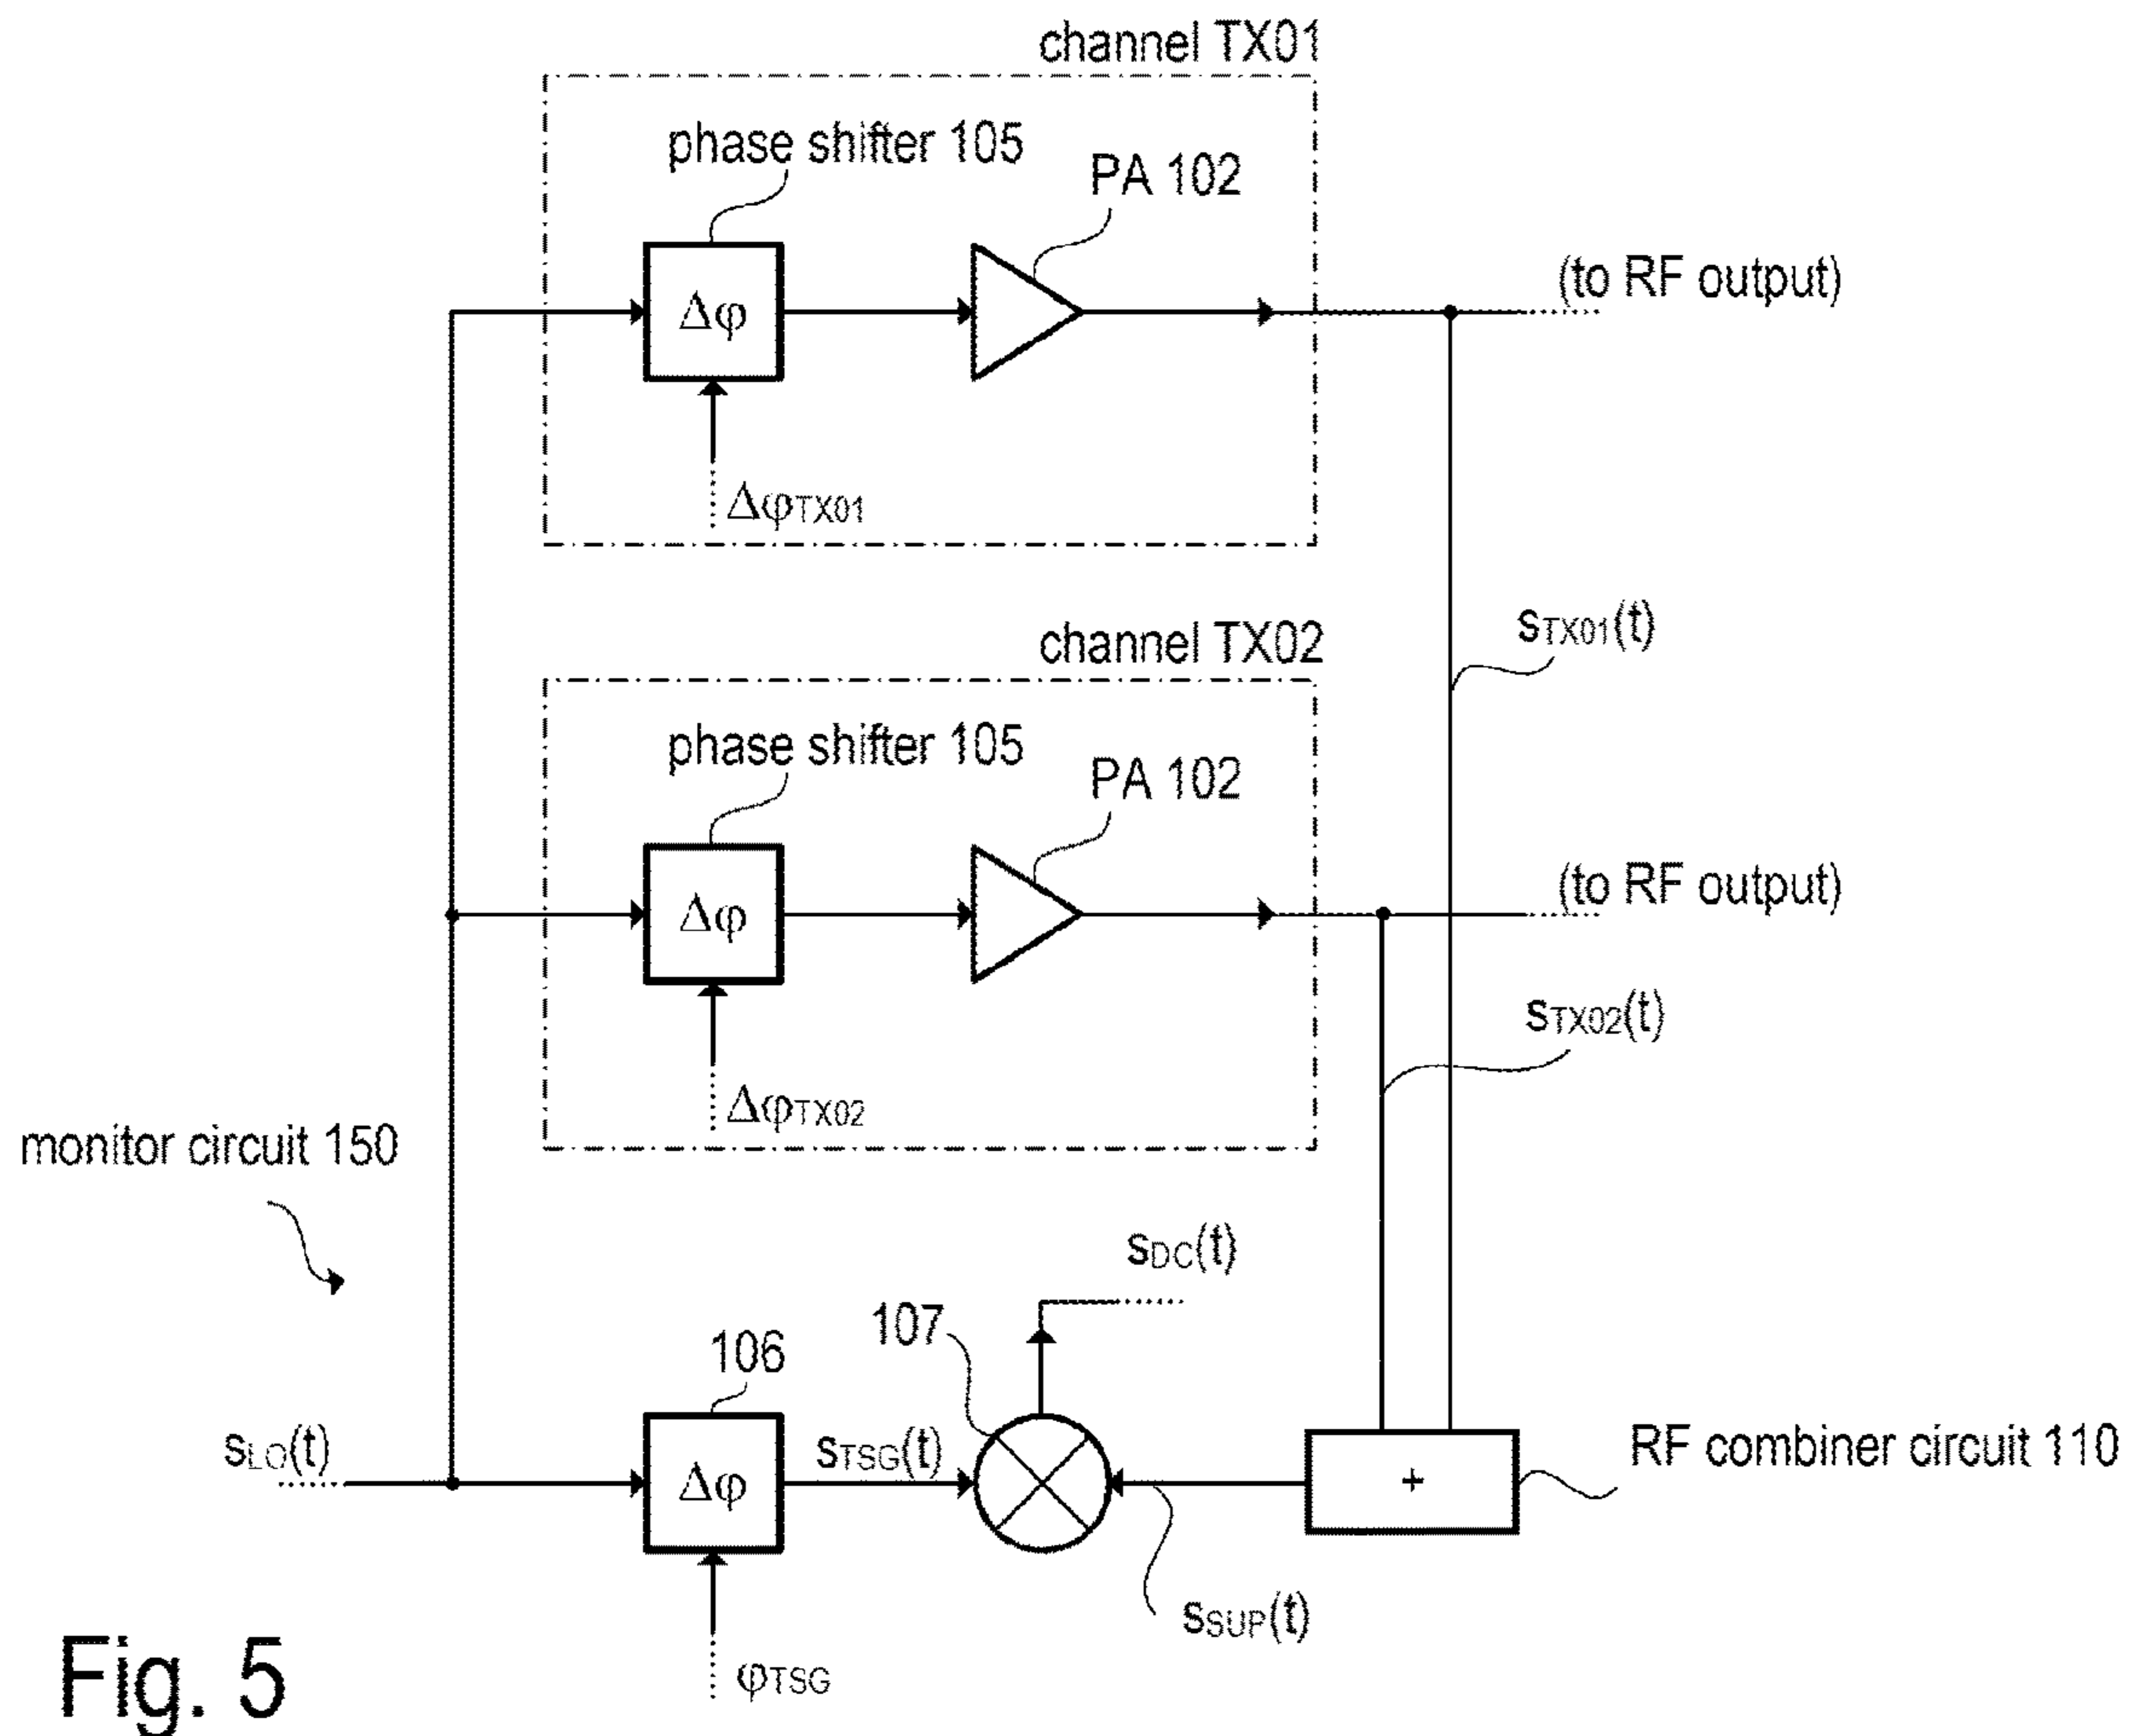 channel TX01
phase shifter 105
PA 102
(to RF output)
Δφ
ΔφTX01
sTX01(t)
channel TX02
phase shifter 105
PA 102
(to RF output)
Δφ
sTX02(t)
ΔφTX02
monitor circuit 150
sDC(t)
107
106
sLO(t)
Δφ
sTSG(t)
+
RF combiner circuit 110
sSUP(t)
φTSG
Fig. 5